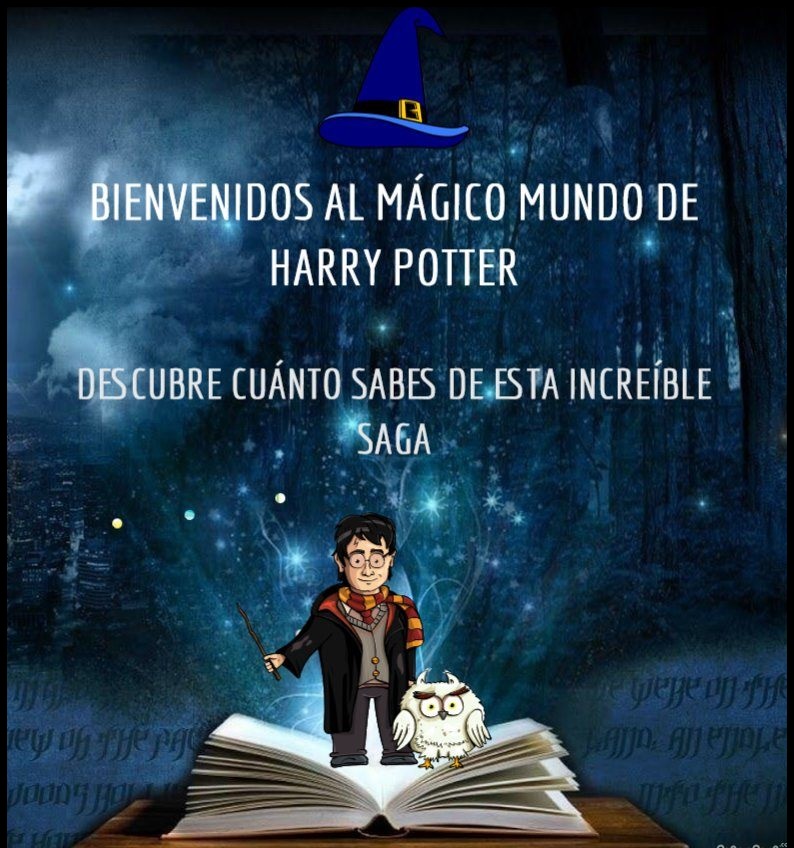 BIENVENIDOS AL MÁGICO MUNDO DE
HARRY POTTER
DESCUBRE CUÁNTO SABES DE ESTA INCREÍBLE
SAGA